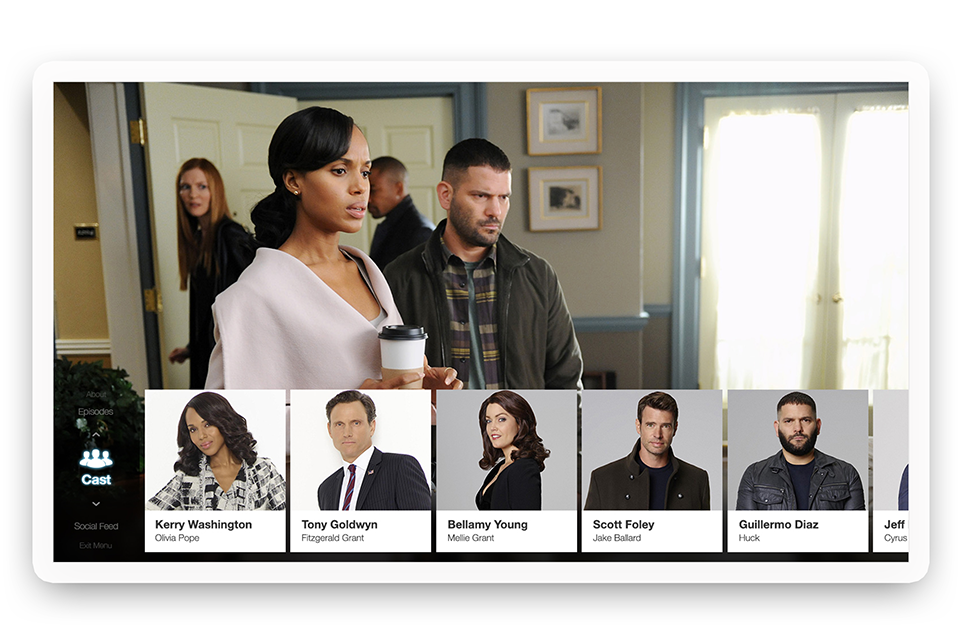 About
Episodes
Cast
Social Feed
Exit Menu
Kerry Washington
Olivia Pope
Tony Goldwyn
Fitzgerald Grant
Bellamy Young
Mellie Grant
Scott Foley
Jake Ballard
Guillermo Diaz
Huck
Jeff
Cyrus